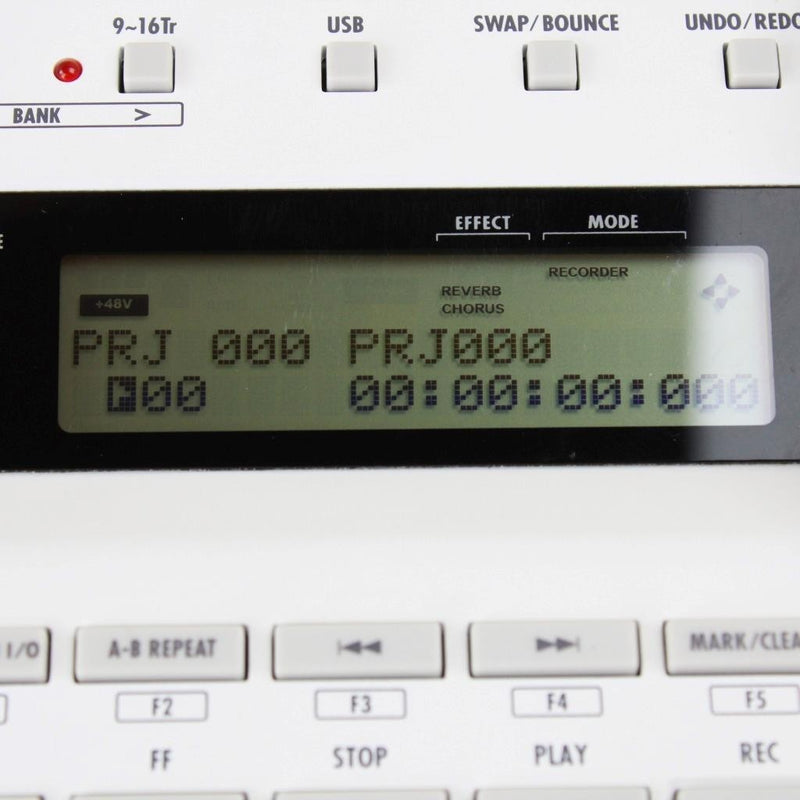 9~16Tr USB SWAP/BOUNCE UNDO/REDO
BANK >
EFFECT MODE
RECORDER
REVERB
+48V
CHORUS
PRJ 000 PRJ000
00 00:00:00:000
I/O A-B REPEAT MARK/CLEA
F2 F3 F4 F5
FF STOP PLAY REC